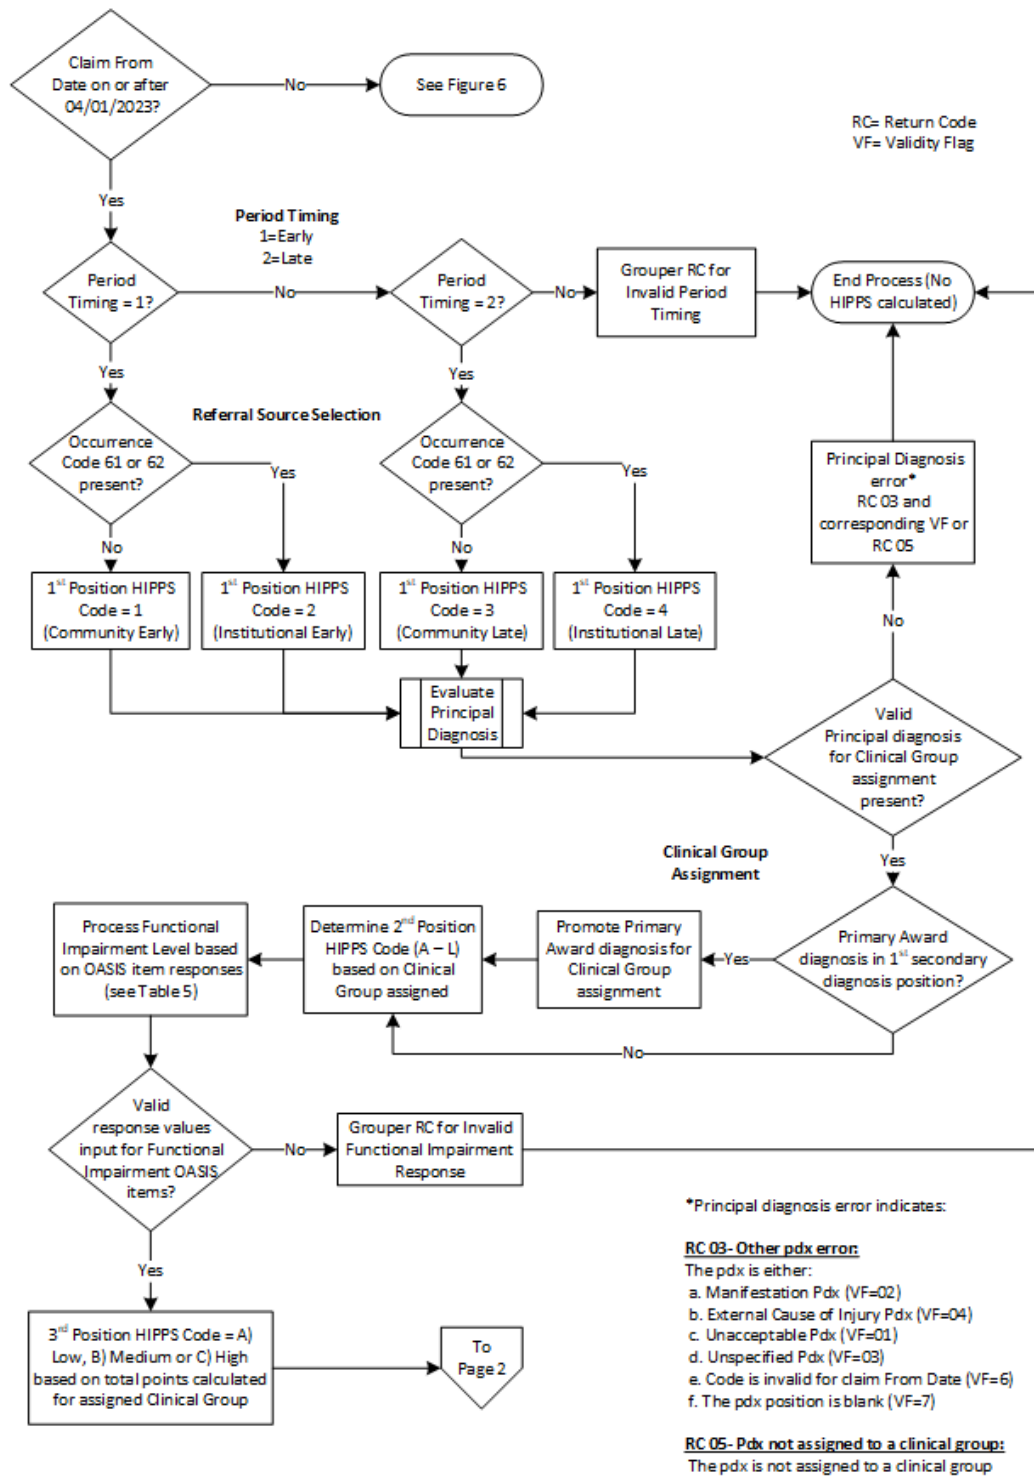 Claim From
Date on or after
04/01/2023?
No
See Figure 6
RC= Return Code
VF= Validity Flag
Yes
Period Timing
1=Early
2=Late
Period
Timing = 1?
No
Period
Timing = 2?
No
Grouper RC for
Invalid Period
Timing
End Process (No
HIPPS calculated)
Yes
Yes
Referral Source Selection
Occurrence
Code 61 or 62
present?
Yes
Occurrence
Code 61 or 62
present?
Yes
Principal Diagnosis
error*
RC 03 and
corresponding VF or
RC 05
No
No
1st Position HIPPS
Code = 1
(Community Early)
1st Position HIPPS
Code = 2
(Institutional Early)
1st Position HIPPS
Code = 3
(Community Late)
1st Position HIPPS
Code = 4
(Institutional Late)
No
Evaluate
Principal
Diagnosis
Valid
Principal diagnosis
for Clinical Group
assignment
present?
Clinical Group
Assignment
Yes
Process Functional
Impairment Level based
on OASIS item responses
(see Table 5)
Determine 2nd Position
HIPPS Code (A – L)
based on Clinical
Group assigned
Promote Primary
Award diagnosis for
Clinical Group
assignment
Yes
Primary Award
diagnosis in 1st secondary
diagnosis position?
No
Valid
response values
input for Functional
Impairment OASIS
items?
No
Grouper RC for Invalid
Functional Impairment
Response
Yes
*Principal diagnosis error indicates:
RC 03- Other pdx error:
The pdx is either:
a. Manifestation Pdx (VF=02)
b. External Cause of Injury Pdx (VF=04)
c. Unacceptable Pdx (VF=01)
d. Unspecified Pdx (VF=03)
e. Code is invalid for claim From Date (VF=6)
f. The pdx position is blank (VF=7)
RC 05- Pdx not assigned to a clinical group:
The pdx is not assigned to a clinical group
3rd Position HIPPS Code = A)
Low, B) Medium or C) High
based on total points calculated
for assigned Clinical Group
To
Page 2